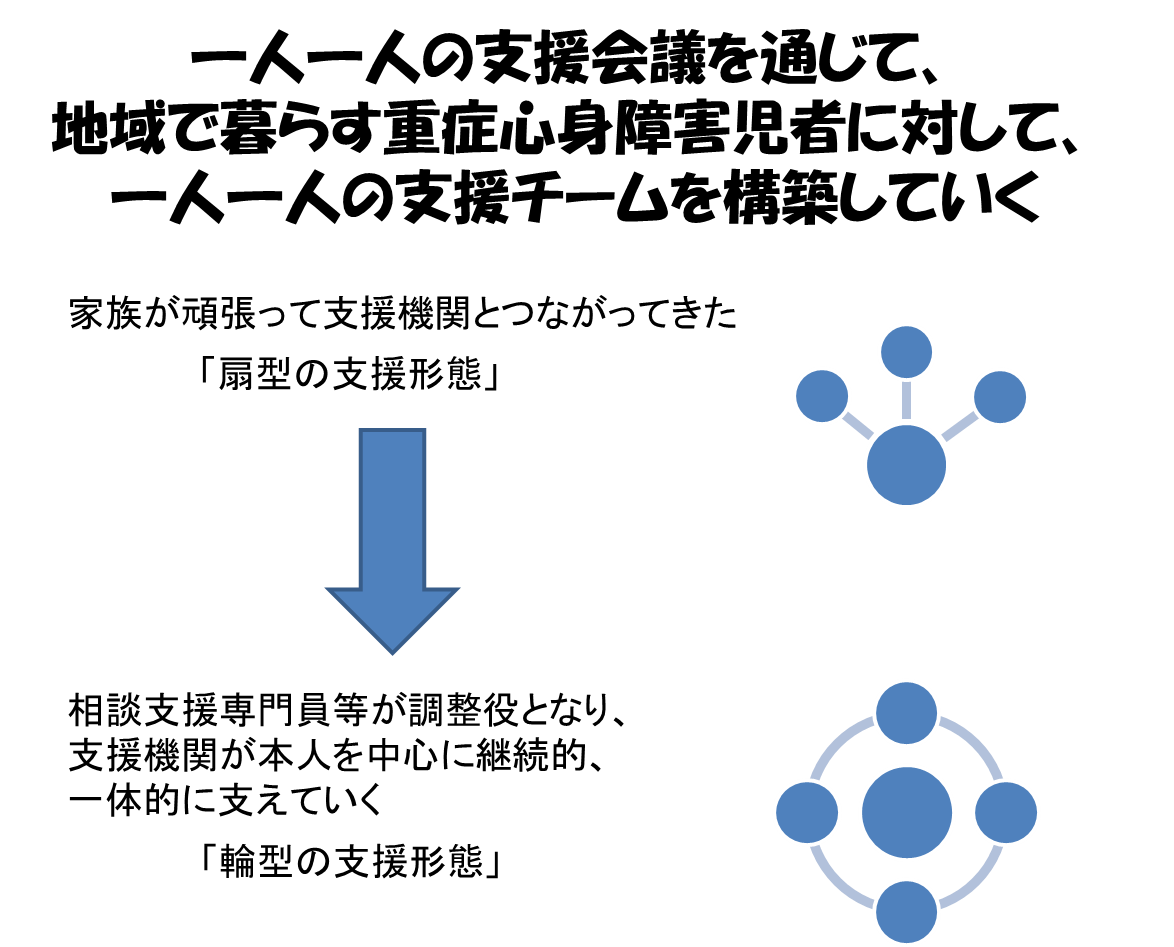 一人一人の支援会議を通じて、
地域で暮らす重症心身障害児者に対して、
一人一人の支援チームを構築していく
家族が頑張って支援機関とつながってきた
「扇型の支援形態」
相談支援専門員等が調整役となり、
支援機関が本人を中心に継続的、
一体的に支えていく
「輪型の支援形態」